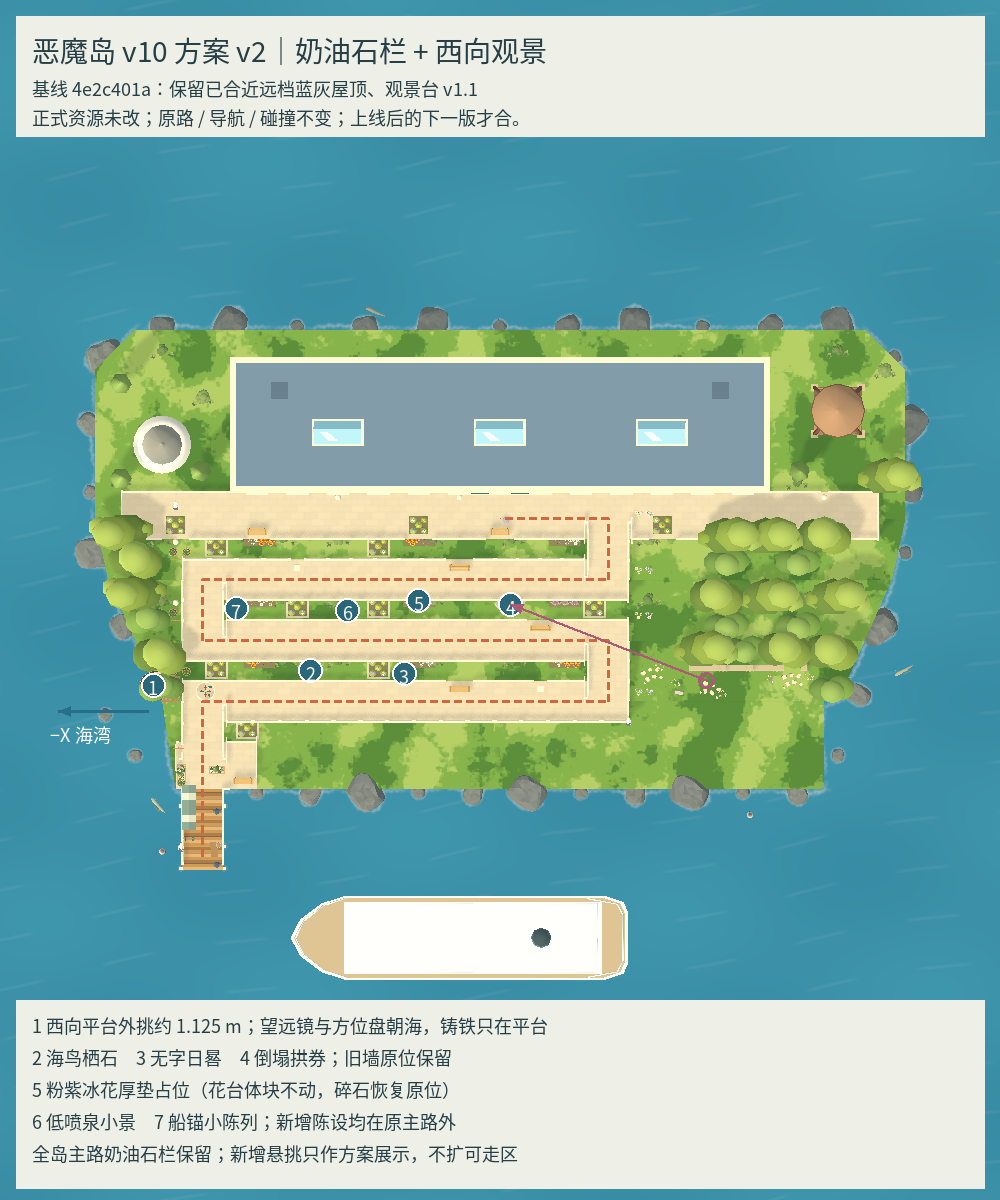 恶魔岛 v10 方案 v2｜奶油石栏 + 西向观景
基线 4e2c401a：保留已合近远档蓝灰屋顶、观景台 v1.1
正式资源未改；原路 / 导航 / 碰撞不变；上线后的下一版才合。
5
4
7
6
2
3
1
−X 海湾
1 西向平台外挑约 1.125 m；望远镜与方位盘朝海，铸铁只在平台
2 海鸟栖石　3 无字日晷　4 倒塌拱券；旧墙原位保留
5 粉紫冰花厚垫占位（花台体块不动，碎石恢复原位）
6 低喷泉小景　7 船锚小陈列；新增陈设均在原主路外
全岛主路奶油石栏保留；新增悬挑只作方案展示，不扩可走区